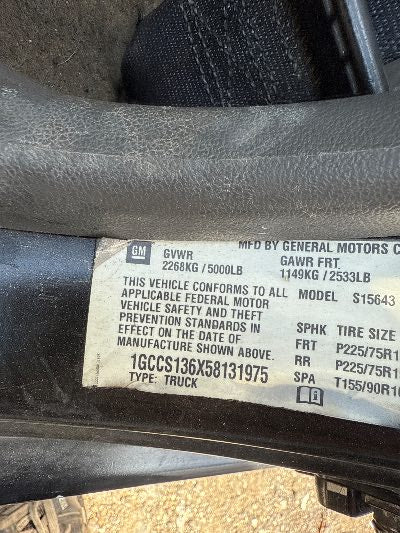 MFD BY GENERAL MOTORS C
GM GVWR GAWR FRT
2268KG / 5000LB 1149KG / 2533LB
THIS VEHICLE CONFORMS TO ALL MODEL S15643
APPLICABLE FEDERAL MOTOR
VEHICLE SAFETY AND THEFT SPHK TIRE SIZE
PREVENTION STANDARDS IN FRT P225/75R1
EFFECT ON THE DATE OF RR P225/75R1
MANUFACTURE SHOWN ABOVE. SPA T155/90R16
1GCCS136X58131975
TYPE: TRUCK